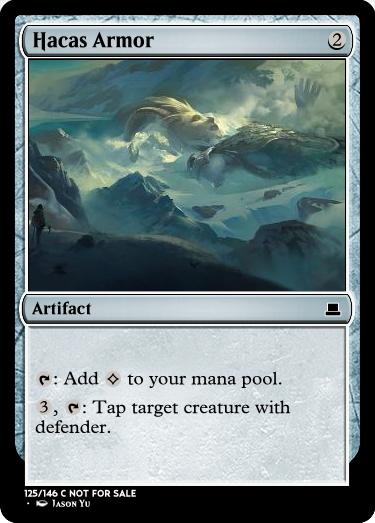 Hacas Armor 2
Artifact
: Add to your mana pool.
3, : Tap target creature with
defender.
125/146 C NOT FOR SALE
Jason Yu